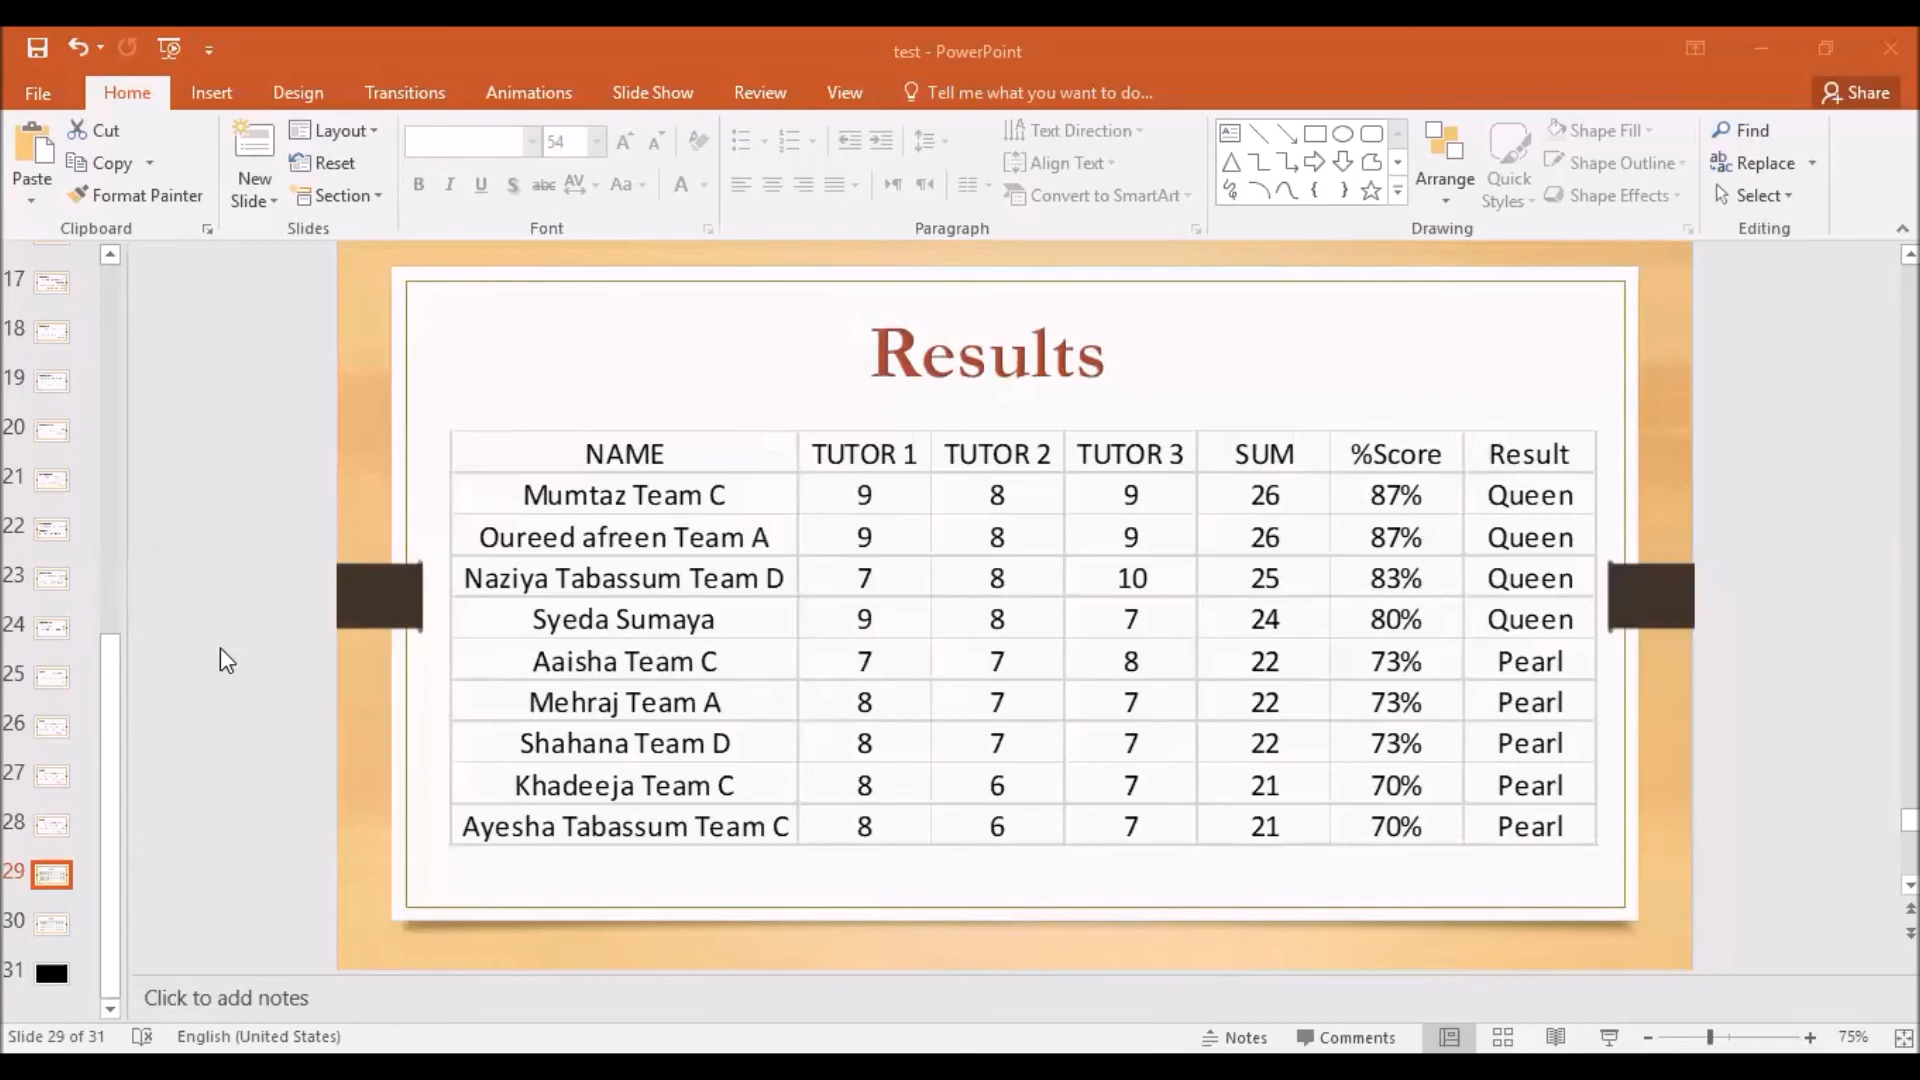 test - PowerPoint
File Home Insert Design Transitions Animations Slide Show Review View Tell me what you want to do... Share
Paste Cut Copy Format Painter Clipboard
New Slide Layout Reset Section Slides
54 Font
B I U S abc AV Aa A
Text Direction Align Text Convert to SmartArt Paragraph
Arrange Quick Styles Shape Fill Shape Outline Shape Effects Drawing
Find Replace Select Editing
17
18
19
20
21
22
23
24
25
26
27
28
29
30
31
Results
NAME TUTOR 1 TUTOR 2 TUTOR 3 SUM %Score Result
Mumtaz Team C 9 8 9 26 87% Queen
Oureed afreen Team A 9 8 9 26 87% Queen
Naziya Tabassum Team D 7 8 10 25 83% Queen
Syeda Sumaya 9 8 7 24 80% Queen
Aaisha Team C 7 7 8 22 73% Pearl
Mehraj Team A 8 7 7 22 73% Pearl
Shahana Team D 8 7 7 22 73% Pearl
Khadeeja Team C 8 6 7 21 70% Pearl
Ayesha Tabassum Team C 8 6 7 21 70% Pearl
Click to add notes
Slide 29 of 31 English (United States) Notes Comments 75%